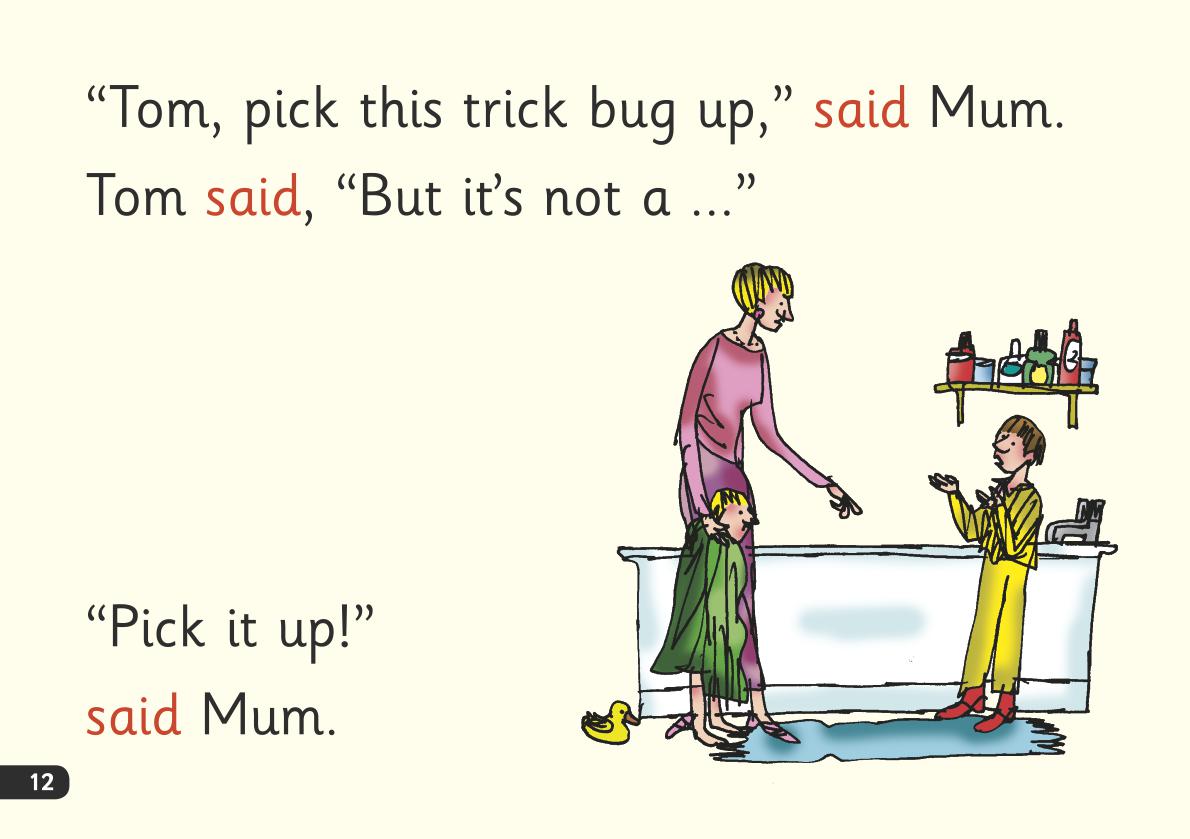 “Tom, pick this trick bug up,” said Mum.
Tom said, “But it’s not a ...”
“Pick it up!”
said Mum.
12